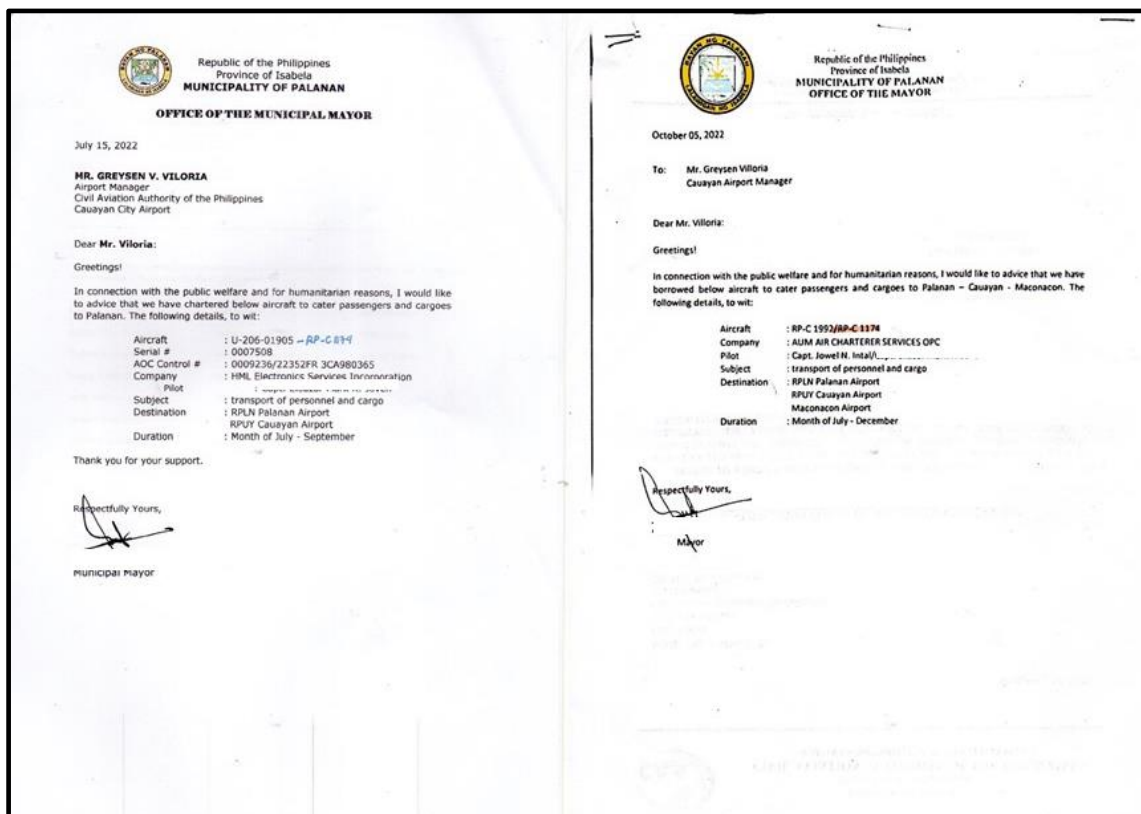 BAYAN NG PALANAN
Republic of the Philippines
Province of Isabela
MUNICIPALITY OF PALANAN
OFFICE OF THE MUNICIPAL MAYOR
July 15, 2022
MR. GREYSEN V. VILORIA
Airport Manager
Civil Aviation Authority of the Philippines
Cauayan City Airport
Dear Mr. Viloria:
Greetings!
In connection with the public welfare and for humanitarian reasons, I would like
to advice that we have chartered below aircraft to cater passengers and cargoes
to Palanan. The following details, to wit:
Aircraft : U-206-01905 - RP-C1174
Serial # : 0007508
AOC Control # : 0009236/22352FR 3CA980365
Company : HML Electronics Services Incorporation
Pilot :
Subject : transport of personnel and cargo
Destination : RPLN Palanan Airport
RPUY Cauayan Airport
Duration : Month of July - September
Thank you for your support.
Respectfully Yours,
Municipal Mayor
BAYAN NG PALANAN
LALAWIGAN NG ISABELA
Republic of the Philippines
Province of Isabela
MUNICIPALITY OF PALANAN
OFFICE OF THE MAYOR
October 05, 2022
To: Mr. Greysen Villoria
Cauayan Airport Manager
Dear Mr. Villoria:
Greetings!
In connection with the public welfare and for humanitarian reasons, I would like to advice that we have
borrowed below aircraft to cater passengers and cargoes to Palanan – Cauayan - Maconacon. The
following details, to wit:
Aircraft : RP-C 1992/RP-C 1174
Company : AUM AIR CHARTERER SERVICES OPC
Pilot : Capt. Jowel N. Intal/
Subject : transport of personnel and cargo
Destination : RPLN Palanan Airport
RPUY Cauayan Airport
Maconacon Airport
Duration : Month of July - December
Respectfully Yours,
Mayor